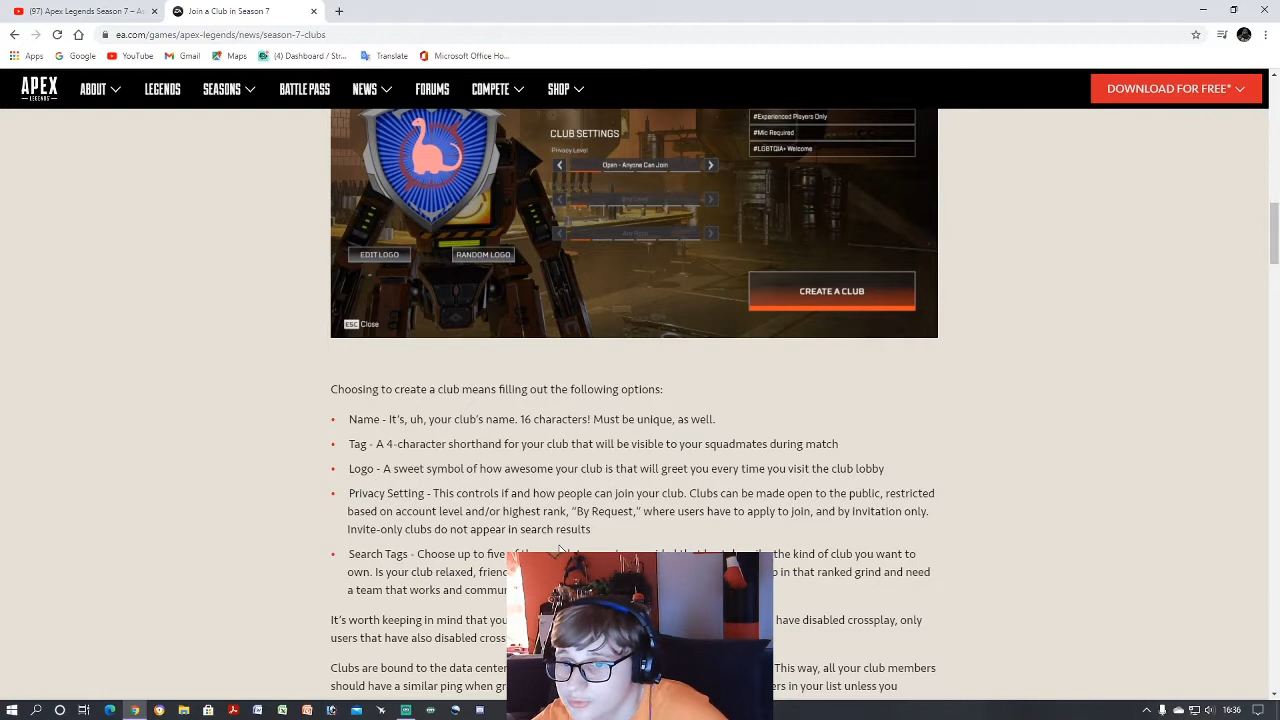 (97) Apex Legends Season 7 – As
Join a Club in Season 7
ea.com/games/apex-legends/news/season-7-clubs
Apps
Google
YouTube
Gmail
Maps
(4) Dashboard / Str...
Translate
Microsoft Office Ho...
APEX
LEGENDS
ABOUT
LEGENDS
SEASONS
BATTLE PASS
NEWS
FORUMS
COMPETE
SHOP
DOWNLOAD FOR FREE*
#Experienced Players Only
CLUB SETTINGS
#Mic Required
Privacy Level
#LGBTQIA+ Welcome
Open - Anyone Can Join
Any Rank
EDIT LOGO
RANDOM LOGO
CREATE A CLUB
ESC Close
Choosing to create a club means filling out the following options:
• Name - It's, uh, your club's name. 16 characters! Must be unique, as well.
• Tag - A 4-character shorthand for your club that will be visible to your squadmates during match
• Logo - A sweet symbol of how awesome your club is that will greet you every time you visit the club lobby
• Privacy Setting - This controls if and how people can join your club. Clubs can be made open to the public, restricted
based on account level and/or highest rank, “By Request,” where users have to apply to join, and by invitation only.
Invite-only clubs do not appear in search results
• Search Tags - Choose up to five of the kind of club you want to
own. Is your club relaxed, in that ranked grind and need
a team that works and
It's worth keeping in mind that have disabled crossplay, only
users that have also disabled
Clubs are bound to the data This way, all your club members
should have a similar ping when in your list unless you
16:36